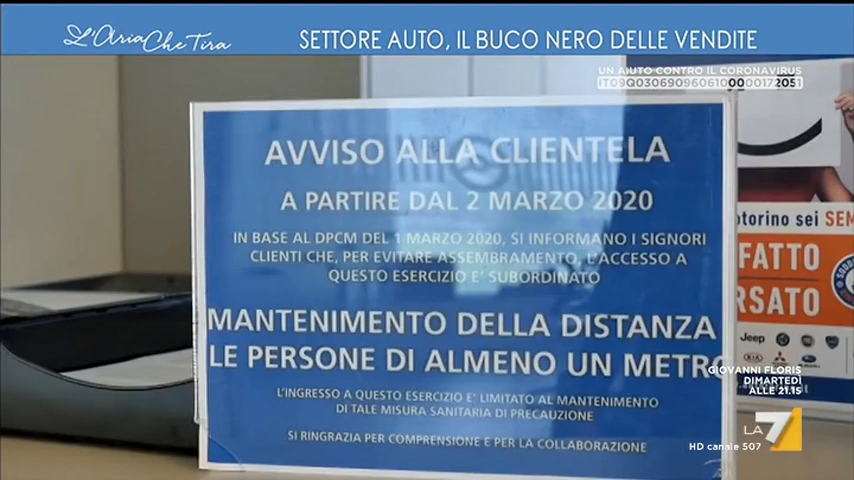 L'Aria Che Tira
SETTORE AUTO, IL BUCO NERO DELLE VENDITE
UN AIUTO CONTRO IL CORONAVIRUS
IT09Q0306909606100000172051
AVVISO ALLA CLIENTELA
A PARTIRE DAL 2 MARZO 2020
IN BASE AL DPCM DEL 1 MARZO 2020, SI INFORMANO I SIGNORI
CLIENTI CHE, PER EVITARE ASSEMBRAMENTO, L'ACCESSO A
QUESTO ESERCIZIO E' SUBORDINATO
MANTENIMENTO DELLA DISTANZA
LE PERSONE DI ALMENO UN METRO
L'INGRESSO A QUESTO ESERCIZIO E' LIMITATO AL MANTENIMENTO
DI TALE MISURA SANITARIA DI PRECAUZIONE
SI RINGRAZIA PER COMPRENSIONE E PER LA COLLABORAZIONE
otorino sei SEM
FATTO
RSATO
Jeep
KIA
GIOVANNI FLORIS
DIMARTEDÌ
ALLE 21.15
LA7
HD canale 507